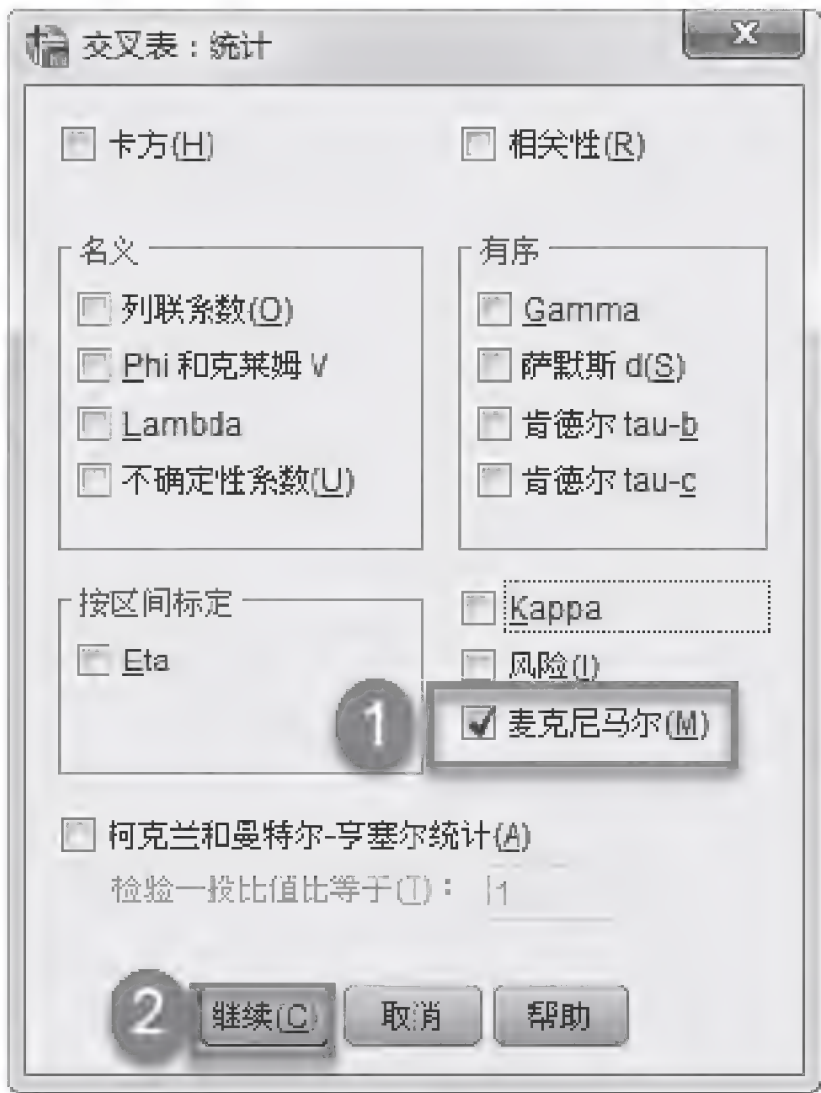 交叉表：统计
卡方(H)
相关性(R)
名义
列联系数(O)
Phi 和克莱姆 V
Lambda
不确定性系数(U)
有序
Gamma
萨默斯 d(S)
肯德尔 tau-b
肯德尔 tau-c
按区间标定
Eta
Kappa
风险(I)
1
麦克尼马尔(M)
柯克兰和曼特尔-亨塞尔统计(A)
检验一般比值比等于(T)： 1
2
继续(C)
取消
帮助